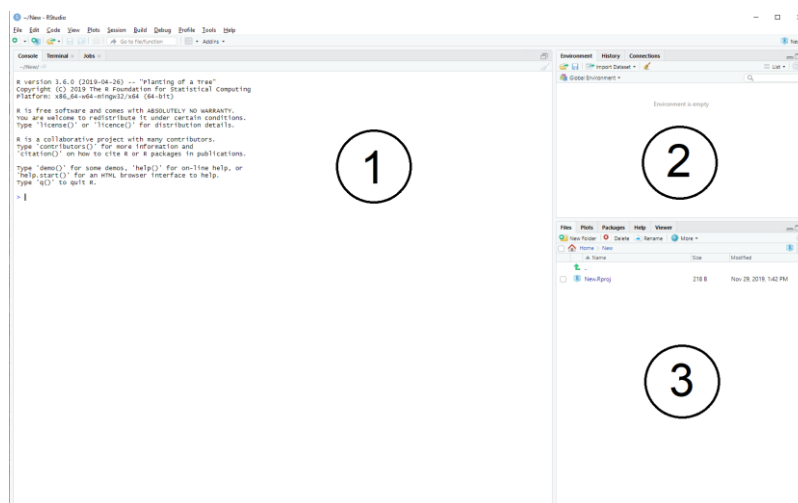 ~/New - RStudio
File Edit Code View Plots Session Build Debug Profile Tools Help
Go to file/function Addins
Console Terminal × Jobs ×
~/New/
R version 3.6.0 (2019-04-26) -- "Planting of a Tree"
Copyright (C) 2019 The R Foundation for Statistical Computing
Platform: x86_64-w64-mingw32/x64 (64-bit)
R is free software and comes with ABSOLUTELY NO WARRANTY.
You are welcome to redistribute it under certain conditions.
Type 'license()' or 'licence()' for distribution details.
R is a collaborative project with many contributors.
Type 'contributors()' for more information and
'citation()' on how to cite R or R packages in publications.
Type 'demo()' for some demos, 'help()' for on-line help, or
'help.start()' for an HTML browser interface to help.
Type 'q()' to quit R.
>
1
Environment History Connections
Import Dataset List
Global Environment
Environment is empty
2
Files Plots Packages Help Viewer
New Folder Delete Rename More
Home New
Name Size Modified
..
New.Rproj 218 B Nov 29, 2019, 1:42 PM
3